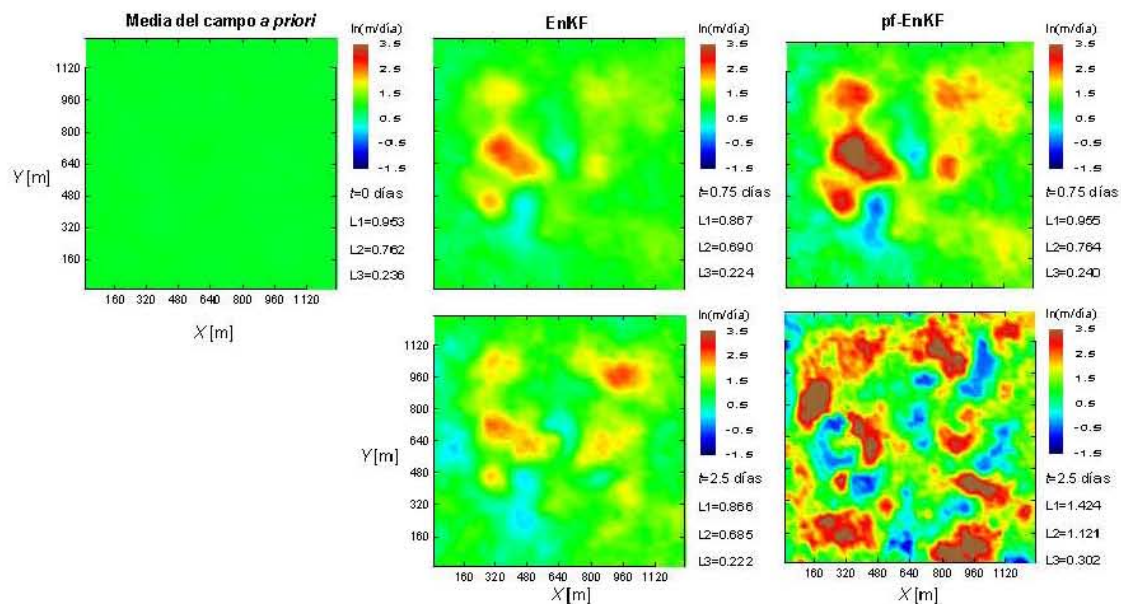 Media del campo a priori
ln(m/día)
3.5
2.5
1.5
0.5
-0.5
-1.5
t=0 días
L1=0.953
L2=0.762
L3=0.236
1120
960
800
640
480
320
160
Y [m]
160 320 480 640 800 960 1120
X [m]
EnKF
ln(m/día)
3.5
2.5
1.5
0.5
-0.5
-1.5
t=0.75 días
L1=0.867
L2=0.690
L3=0.224
pf-EnKF
ln(m/día)
3.5
2.5
1.5
0.5
-0.5
-1.5
t=0.75 días
L1=0.955
L2=0.764
L3=0.240
ln(m/día)
3.5
2.5
1.5
0.5
-0.5
-1.5
t=2.5 días
L1=0.866
L2=0.685
L3=0.222
1120
960
800
640
480
320
160
Y [m]
160 320 480 640 800 960 1120
X [m]
ln(m/día)
3.5
2.5
1.5
0.5
-0.5
-1.5
t=2.5 días
L1=1.424
L2=1.121
L3=0.302
160 320 480 640 800 960 1120
X [m]